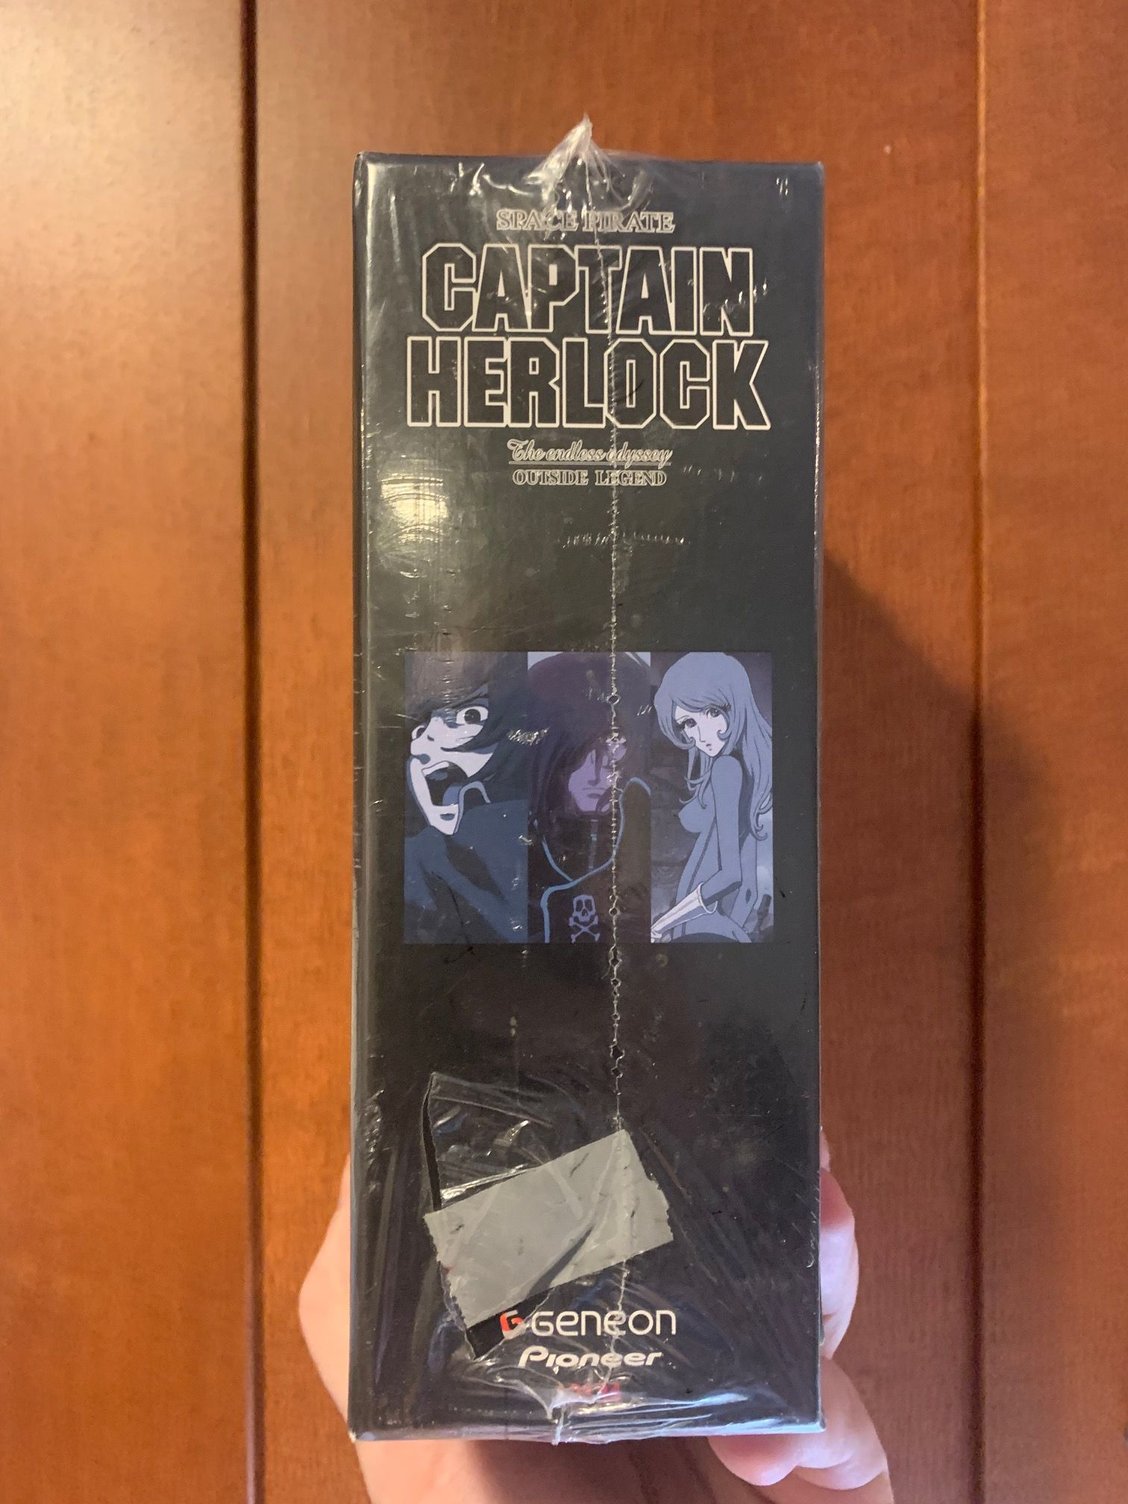 SPACE PIRATE
CAPTAIN
HERLOCK
The endless odyssey
OUTSIDE LEGEND
GENEON
Pioneer